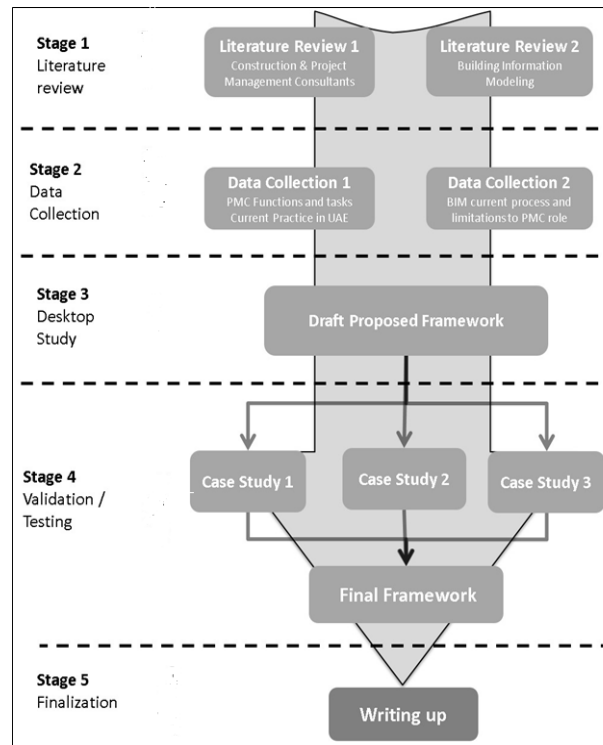 Stage 1
Literature
review
Literature Review 1
Construction & Project
Management Consultants
Literature Review 2
Building Information
Modeling
Stage 2
Data
Collection
Data Collection 1
PMC Functions and tasks
Current Practice in UAE
Data Collection 2
BIM current process and
limitations to PMC role
Stage 3
Desktop
Study
Draft Proposed Framework
Stage 4
Validation /
Testing
Case Study 1
Case Study 2
Case Study 3
Final Framework
Stage 5
Finalization
Writing up